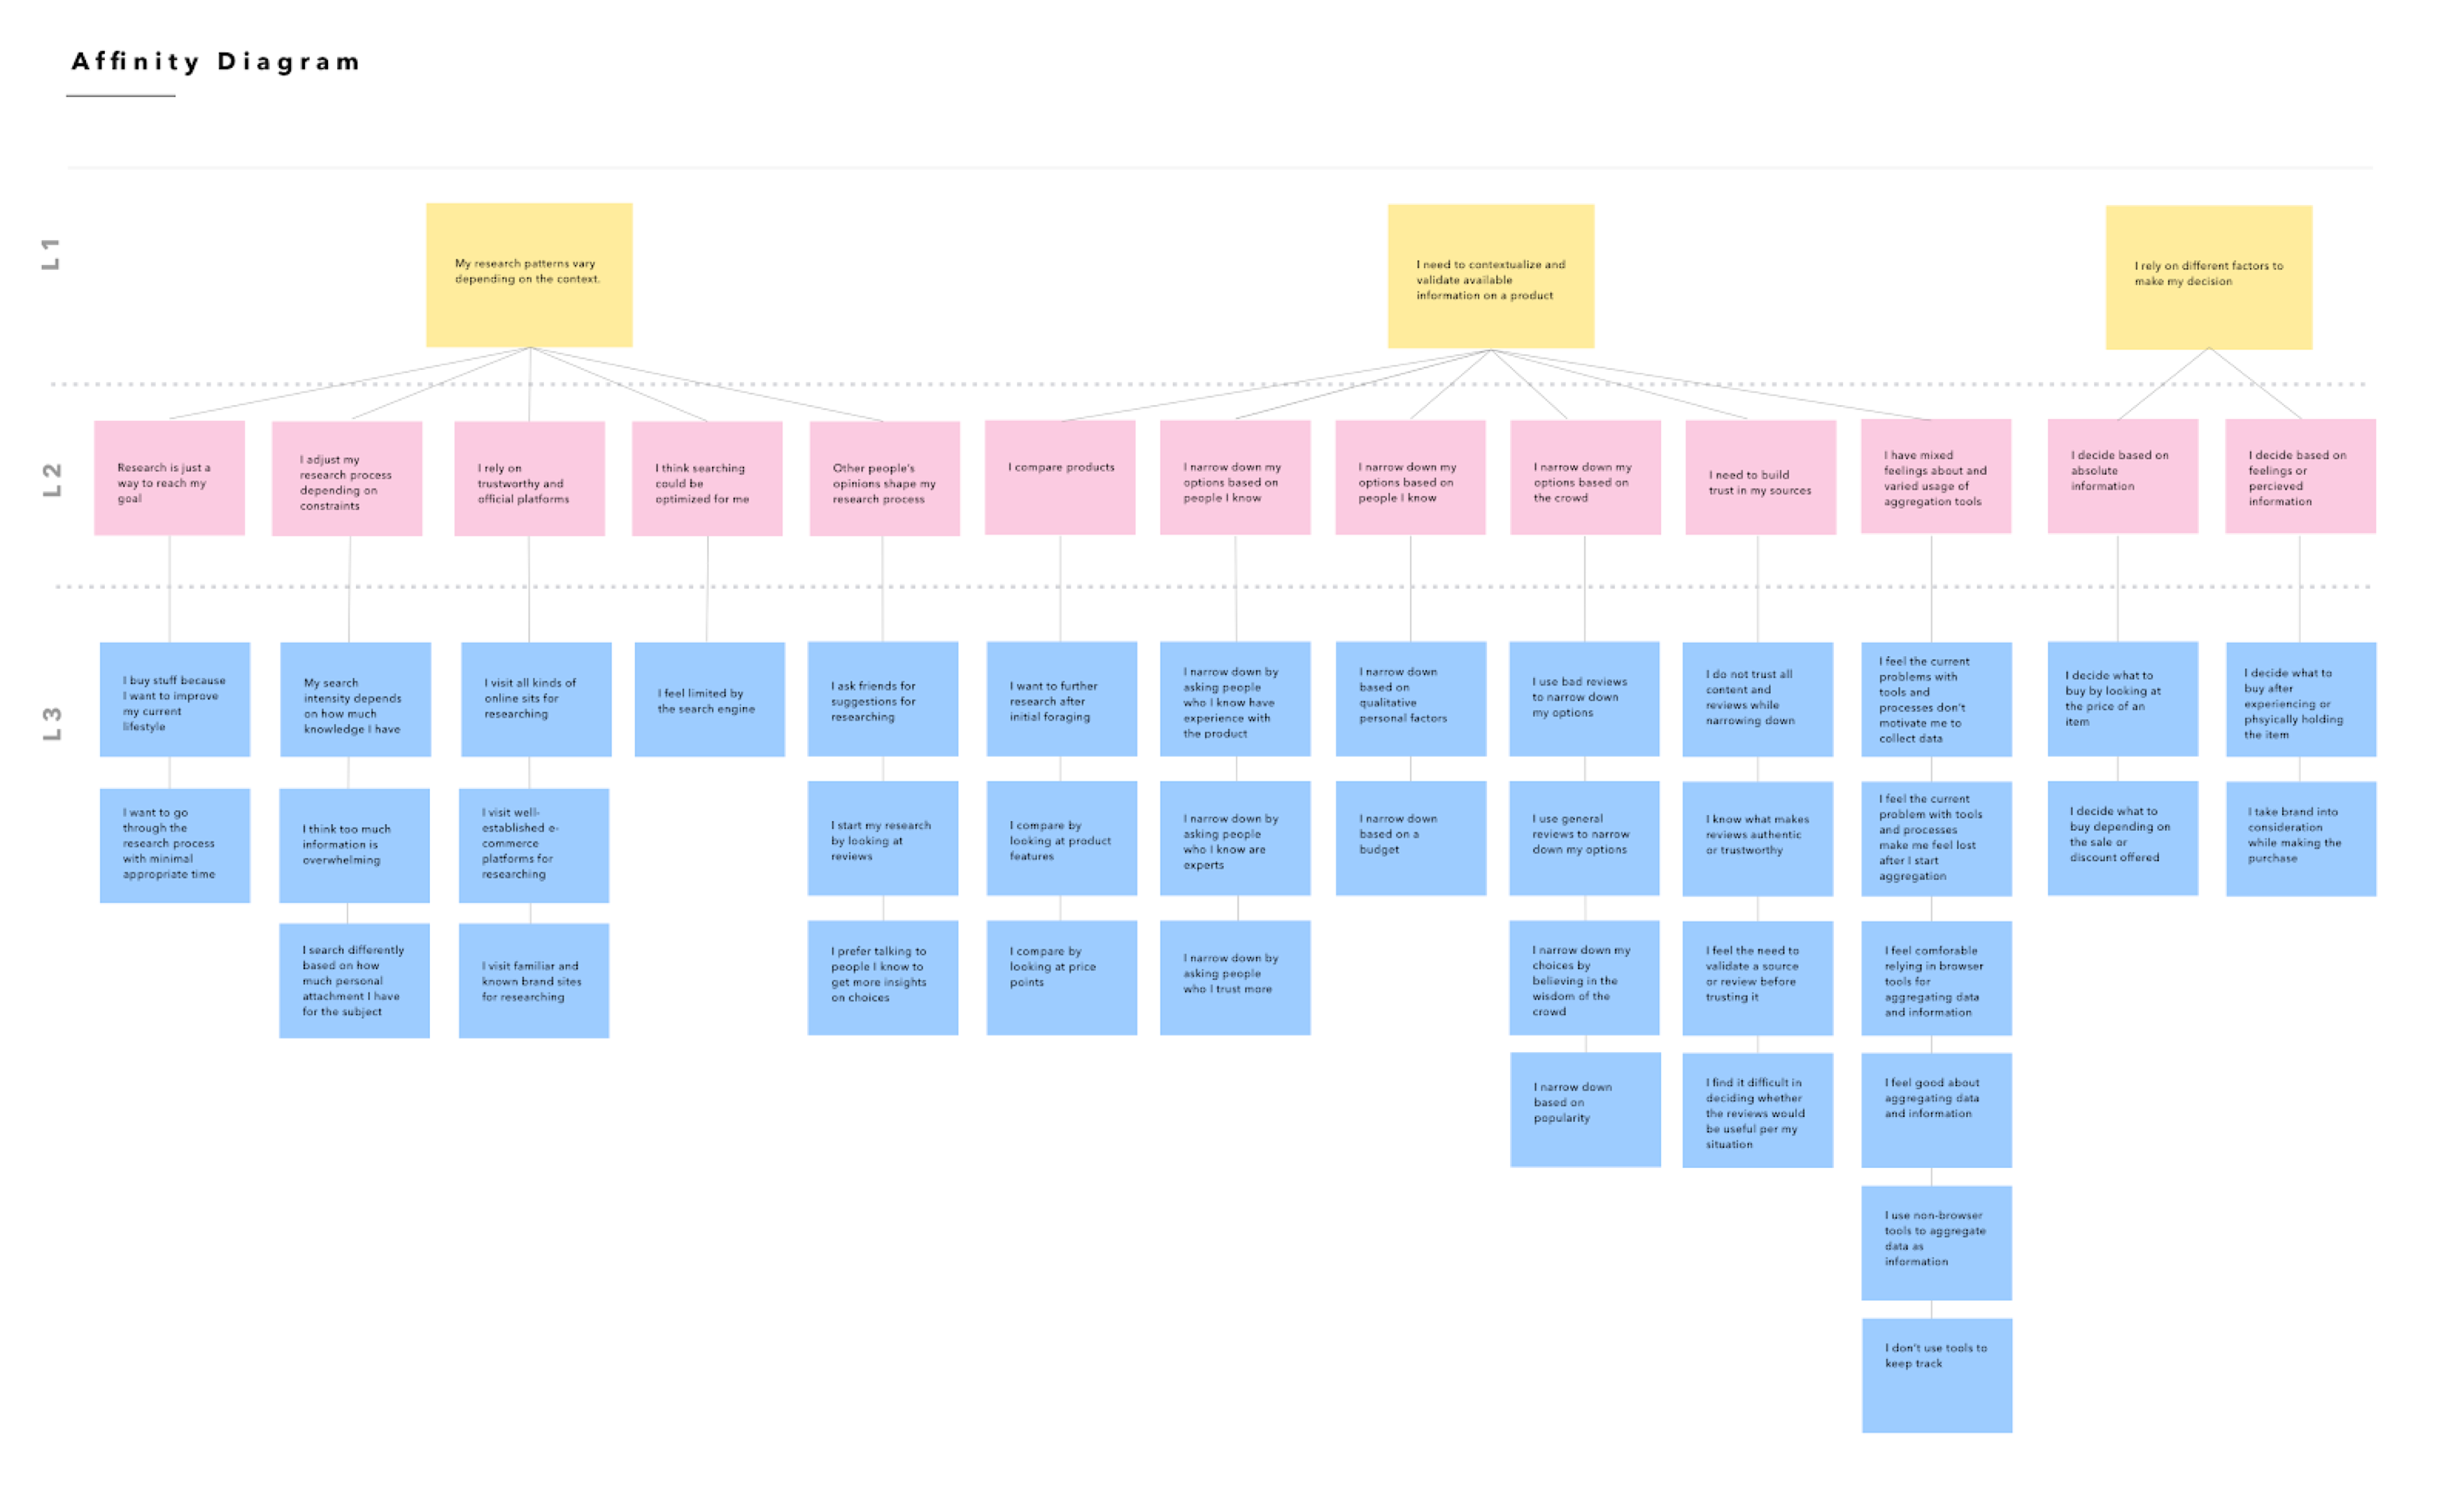 Affinity Diagram
L1
My research patterns vary
depending on the context.
I need to contextualize and
validate available
information on a product
I rely on different factors to
make my decision
L2
Research is just a
way to reach my
goal
I adjust my
research process
depending on
constraints
I rely on
trustworthy and
official platforms
I think searching
could be
optimized for me
Other people's
opinions shape my
research process
I compare products
I narrow down my
options based on
people I know
I narrow down my
options based on
people I know
I narrow down my
options based on
the crowd
I need to build
trust in my sources
I have mixed
feelings about and
varied usage of
aggregation tools
I decide based on
absolute
information
I decide based on
feelings or
percieved
information
L3
I buy stuff because
I want to improve
my current
lifestyle
My search
intensity depends
on how much
knowledge I have
I visit all kinds of
online sits for
researching
I feel limited by
the search engine
I ask friends for
suggestions for
researching
I want to further
research after
initial foraging
I narrow down by
asking people
who I know have
experience with
the product
I narrow down
based on
qualitative
personal factors
I use bad reviews
to narrow down
my options
I do not trust all
content and
reviews while
narrowing down
I feel the current
problems with
tools and
processes don't
motivate me to
collect data
I decide what to
buy by looking at
the price of an
item
I decide what to
buy after
experiencing or
phsyically holding
the item
I want to go
through the
research process
with minimal
appropriate time
I think too much
information is
overwhelming
I visit well-
established e-
commerce
platforms for
researching
I start my research
by looking at
reviews
I compare by
looking at product
features
I narrow down by
asking people
who I know are
experts
I narrow down
based on a
budget
I use general
reviews to narrow
down my options
I know what makes
reviews authentic
or trustworthy
I feel the current
problem with tools
and processes
make me feel lost
after I start
aggregation
I decide what to
buy depending on
the sale or
discount offered
I take brand into
consideration
while making the
purchase
I search differently
based on how
much personal
attachment I have
for the subject
I visit familiar and
known brand sites
for researching
I prefer talking to
people I know to
get more insights
on choices
I compare by
looking at price
points
I narrow down by
asking people
who I trust more
I narrow down my
choices by
believing in the
wisdom of the
crowd
I feel the need to
validate a source
or review before
trusting it
I feel comforable
relying in browser
tools for
aggregating data
and information
I narrow down
based on
popularity
I find it difficult in
deciding whether
the reviews would
be useful per my
situation
I feel good about
aggregating data
and information
I use non-browser
tools to aggregate
data as
information
I don't use tools to
keep track